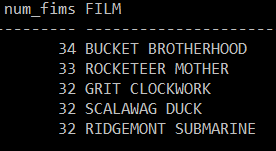 num_fims FILM
--------- ----------------------
34 BUCKET BROTHERHOOD
33 ROCKETEER MOTHER
32 GRIT CLOCKWORK
32 SCALAWAG DUCK
32 RIDGEMONT SUBMARINE